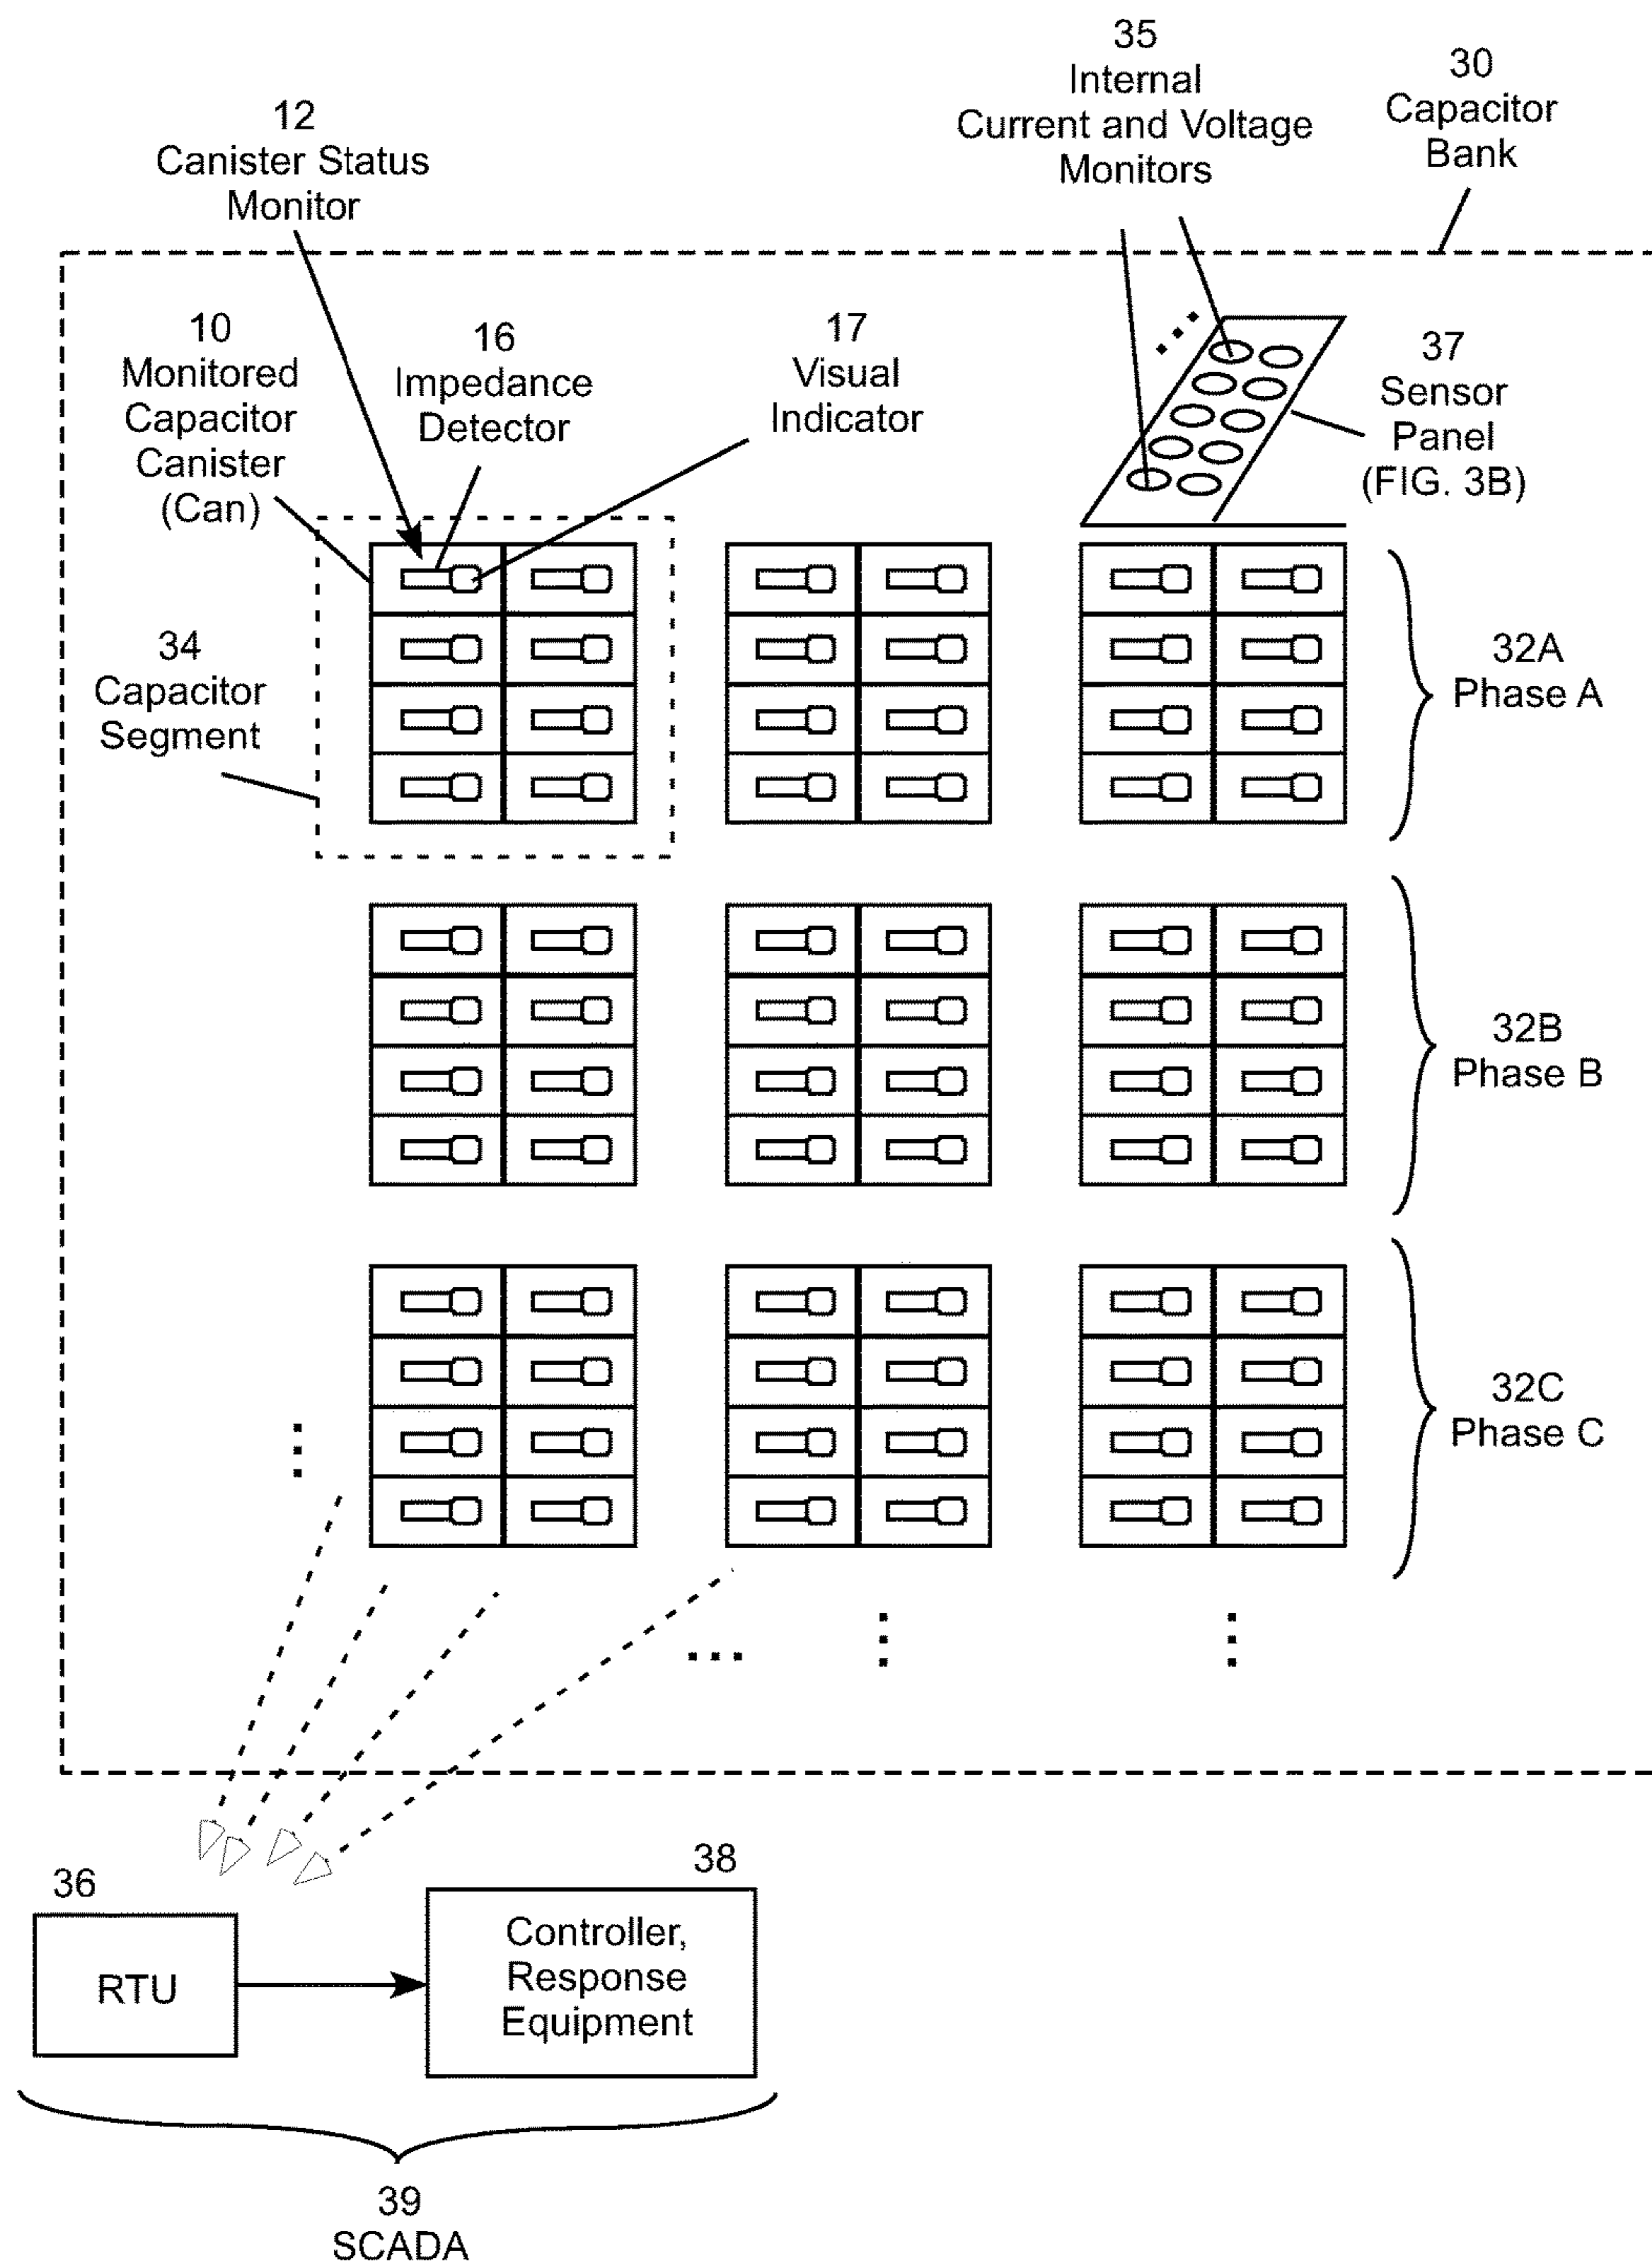 35
Internal
Current and Voltage
Monitors
30
Capacitor
Bank
12
Canister Status
Monitor
10
Monitored
Capacitor
Canister
(Can)
16
Impedance
Detector
17
Visual
Indicator
37
Sensor
Panel
(FIG. 3B)
34
Capacitor
Segment
32A
Phase A
32B
Phase B
32C
Phase C
36
RTU
38
Controller,
Response
Equipment
39
SCADA